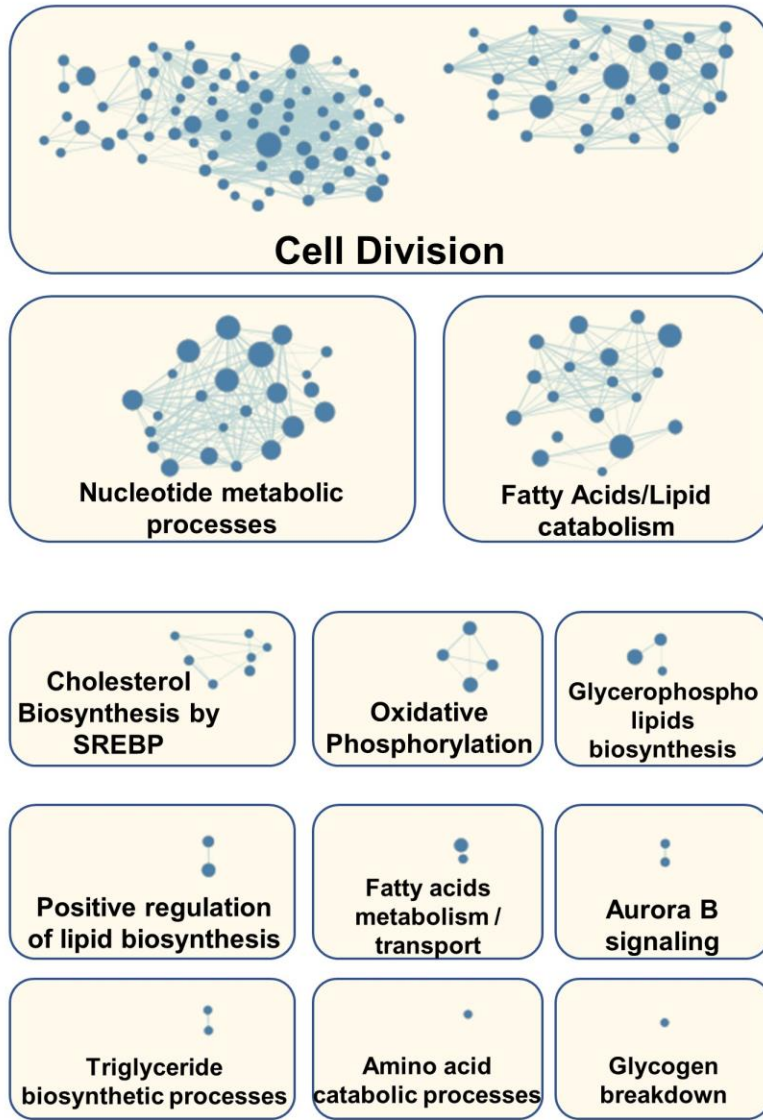 Cell Division
Nucleotide metabolic
processes
Fatty Acids/Lipid
catabolism
Cholesterol
Biosynthesis by
SREBP
Oxidative
Phosphorylation
Glycerophospho
lipids
biosynthesis
Positive regulation
of lipid biosynthesis
Fatty acids
metabolism /
transport
Aurora B
signaling
Triglyceride
biosynthetic processes
Amino acid
catabolic processes
Glycogen
breakdown